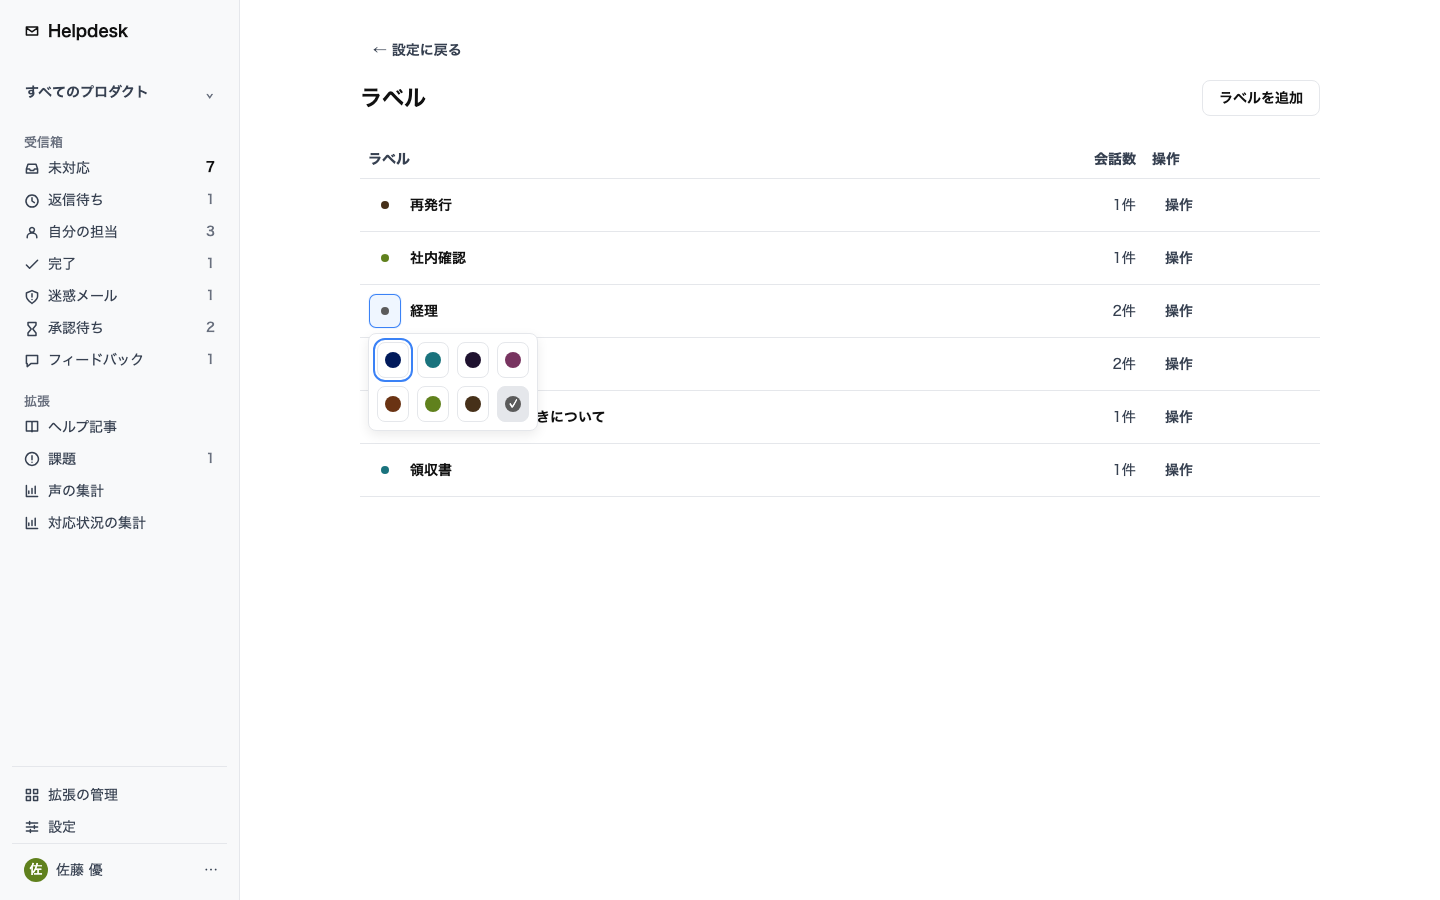 Helpdesk
すべてのプロダクト
受信箱
未対応 7
返信待ち 1
自分の担当 3
完了 1
迷惑メール 1
承認待ち 2
フィードバック 1
拡張
ヘルプ記事
課題 1
声の集計
対応状況の集計
拡張の管理
設定
佐 佐藤 優 …
← 設定に戻る
ラベル
ラベルを追加
ラベル 会話数 操作
再発行 1件 操作
社内確認 1件 操作
経理 2件 操作
2件 操作
きについて 1件 操作
領収書 1件 操作